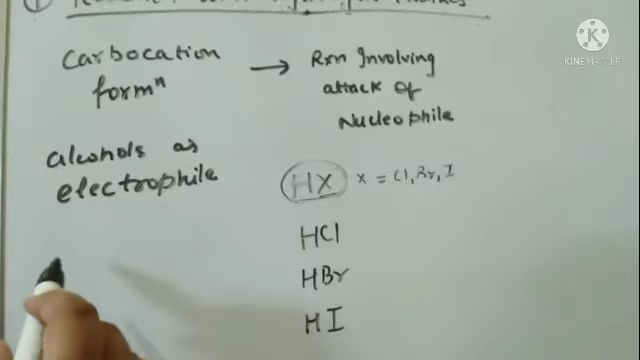 Carbocation
formⁿ
→ Rxn Involving
attack of
Nucleophile
alcohols as
electrophile
HX x = Cl, Br, I
HCl
HBr
HI
KINEMASTER